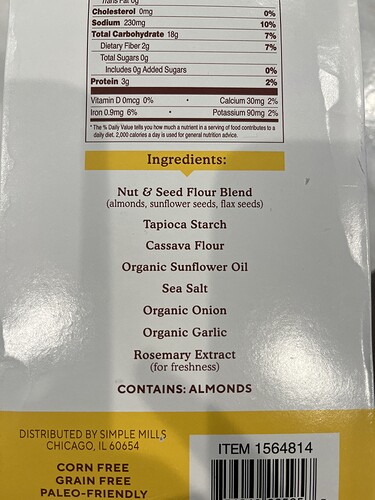 Trans Fat 0g
Cholesterol 0mg 0%
Sodium 230mg 10%
Total Carbohydrate 18g 7%
Dietary Fiber 2g 7%
Total Sugars 0g
Includes 0g Added Sugars 0%
Protein 3g 2%
Vitamin D 0mcg 0% • Calcium 30mg 2%
Iron 0.9mg 6% • Potassium 90mg 2%
* The % Daily Value tells you how much a nutrient in a serving of food contributes to a
daily diet. 2,000 calories a day is used for general nutrition advice.
Ingredients:
Nut & Seed Flour Blend
(almonds, sunflower seeds, flax seeds)
Tapioca Starch
Cassava Flour
Organic Sunflower Oil
Sea Salt
Organic Onion
Organic Garlic
Rosemary Extract
(for freshness)
CONTAINS: ALMONDS
DISTRIBUTED BY SIMPLE MILLS
CHICAGO, IL 60654
CORN FREE
GRAIN FREE
PALEO-FRIENDLY
ITEM 1564814